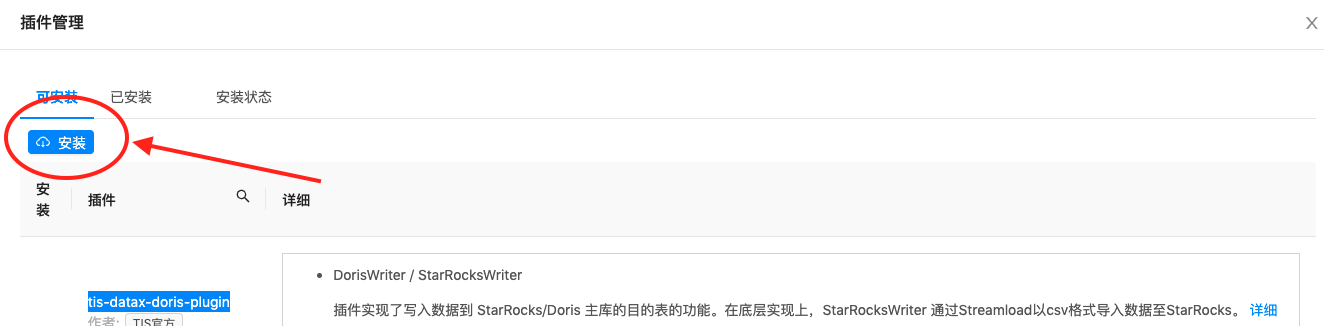 插件管理
可安装 已安装 安装状态
安装
安装 插件 详细
DorisWriter / StarRocksWriter
tis-datax-doris-plugin
插件实现了写入数据到 StarRocks/Doris 主库的目的表的功能。在底层实现上，StarRocksWriter 通过Streamload以csv格式导入数据至StarRocks。 详细
作者: TIS官方